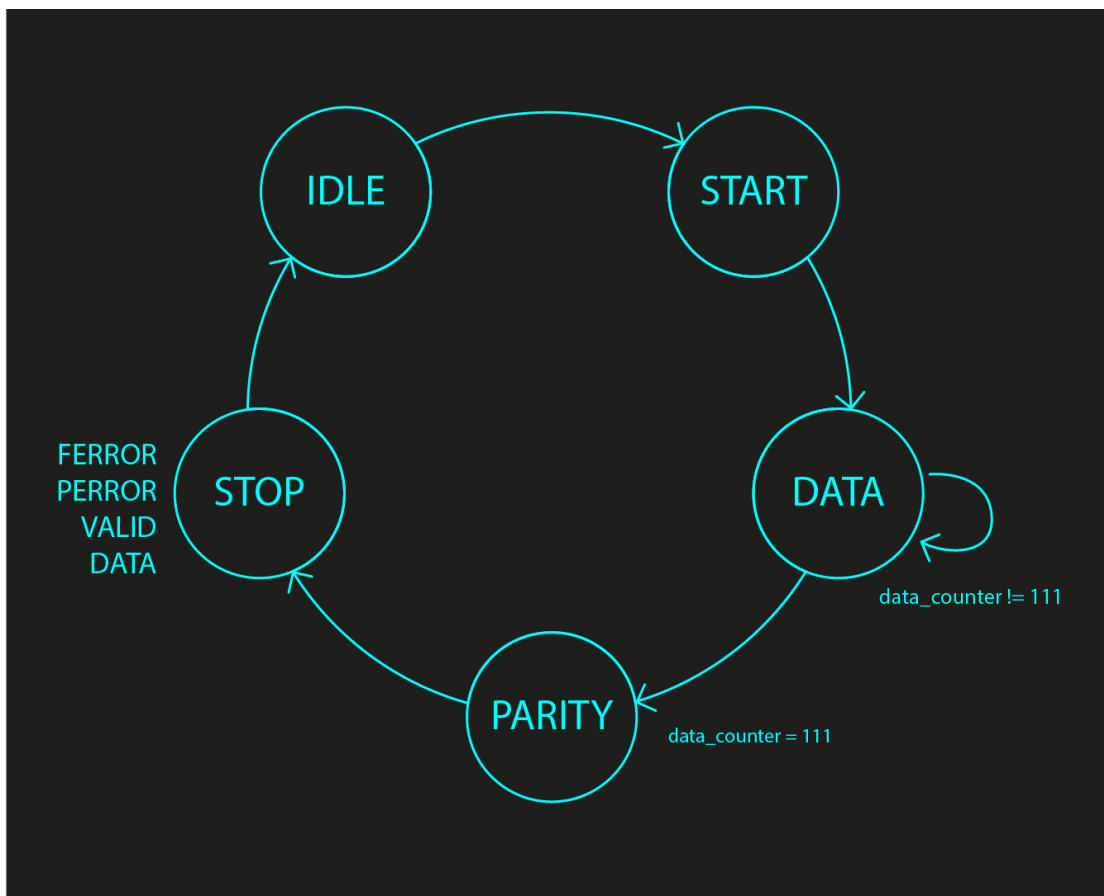 IDLE
START
FERROR
PERROR
VALID
DATA
STOP
DATA
data_counter != 111
PARITY
data_counter = 111